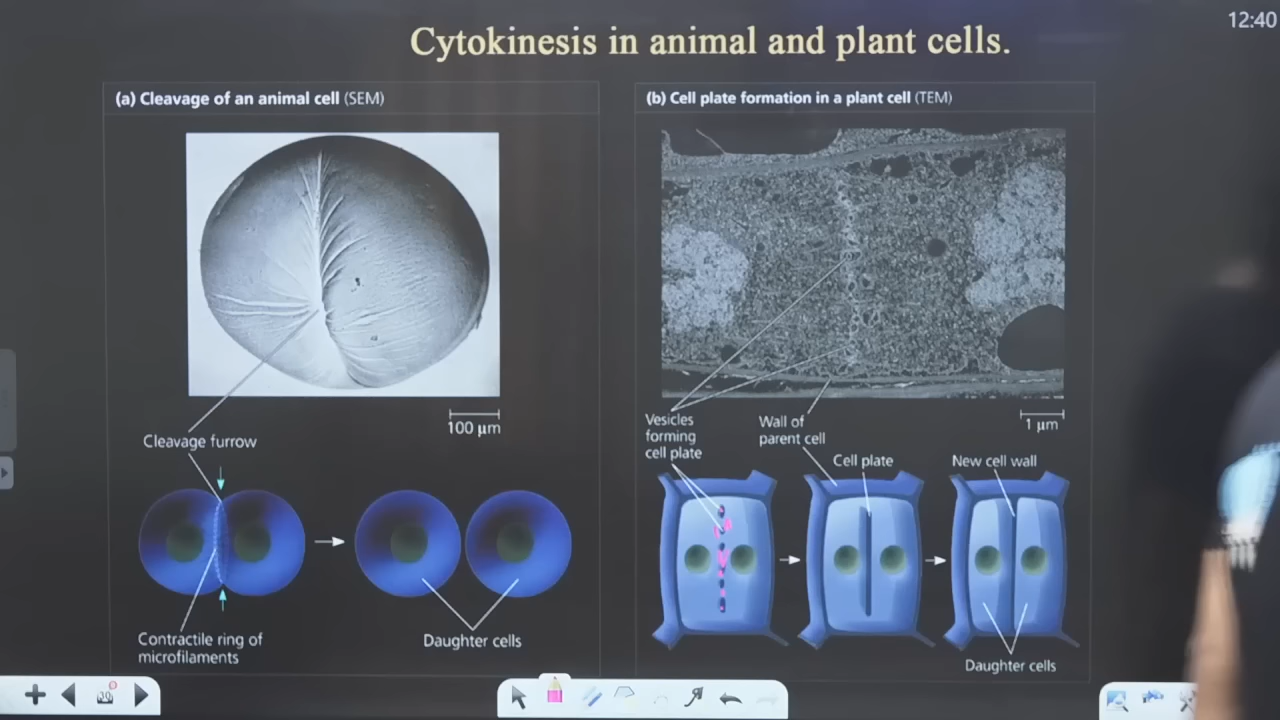 12:40
Cytokinesis in animal and plant cells.
(a) Cleavage of an animal cell (SEM)
100 μm
Cleavage furrow
Contractile ring of
microfilaments
Daughter cells
(b) Cell plate formation in a plant cell (TEM)
Vesicles
forming
cell plate
Wall of
parent cell
1 μm
Cell plate
New cell wall
Daughter cells